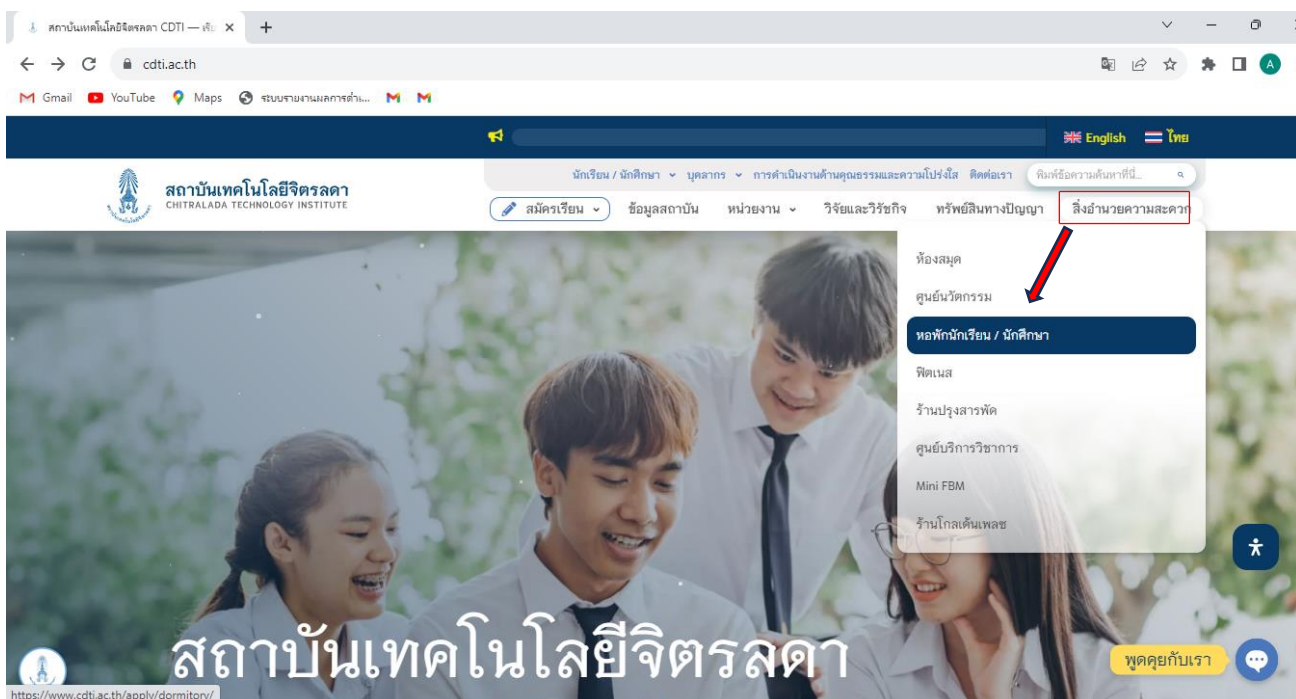 สถาบันเทคโนโลยีจิตรลดา CDTI — เรีย
cdti.ac.th
A
Gmail YouTube Maps ระบบรายงานผลการดำเ...
English ไทย
นักเรียน / นักศึกษา บุคลากร การดำเนินงานด้านคุณธรรมและความโปร่งใส ติดต่อเรา พิมพ์ข้อความค้นหาที่นี่...
สถาบันเทคโนโลยีจิตรลดา
CHITRALADA TECHNOLOGY INSTITUTE
สมัครเรียน ข้อมูลสถาบัน หน่วยงาน วิจัยและวิรัชกิจ ทรัพย์สินทางปัญญา สิ่งอำนวยความสะดวก
ห้องสมุด
ศูนย์นวัตกรรม
หอพักนักเรียน / นักศึกษา
ฟิตเนส
ร้านปรุงสารพัด
ศูนย์บริการวิชาการ
Mini FBM
ร้านโกลเด้นเพลซ
สถาบันเทคโนโลยีจิตรลดา
พูดคุยกับเรา
https://www.cdti.ac.th/apply/dormitory/